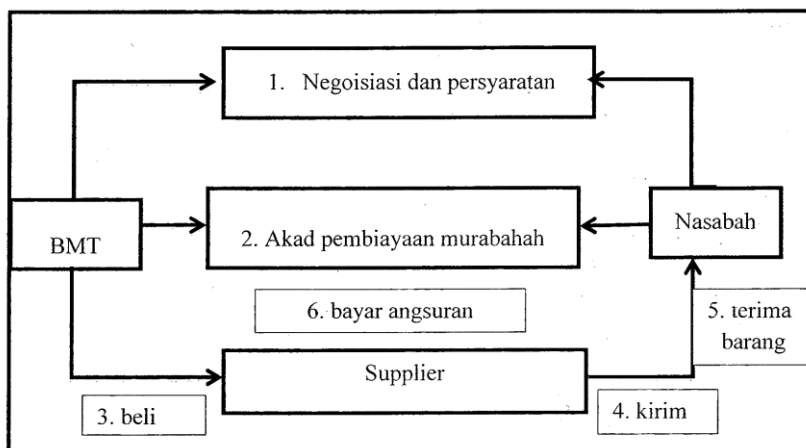 1. Negoisiasi dan persyaratan
BMT
2. Akad pembiayaan murabahah
Nasabah
6. bayar angsuran
5. terima
barang
Supplier
3. beli
4. kirim